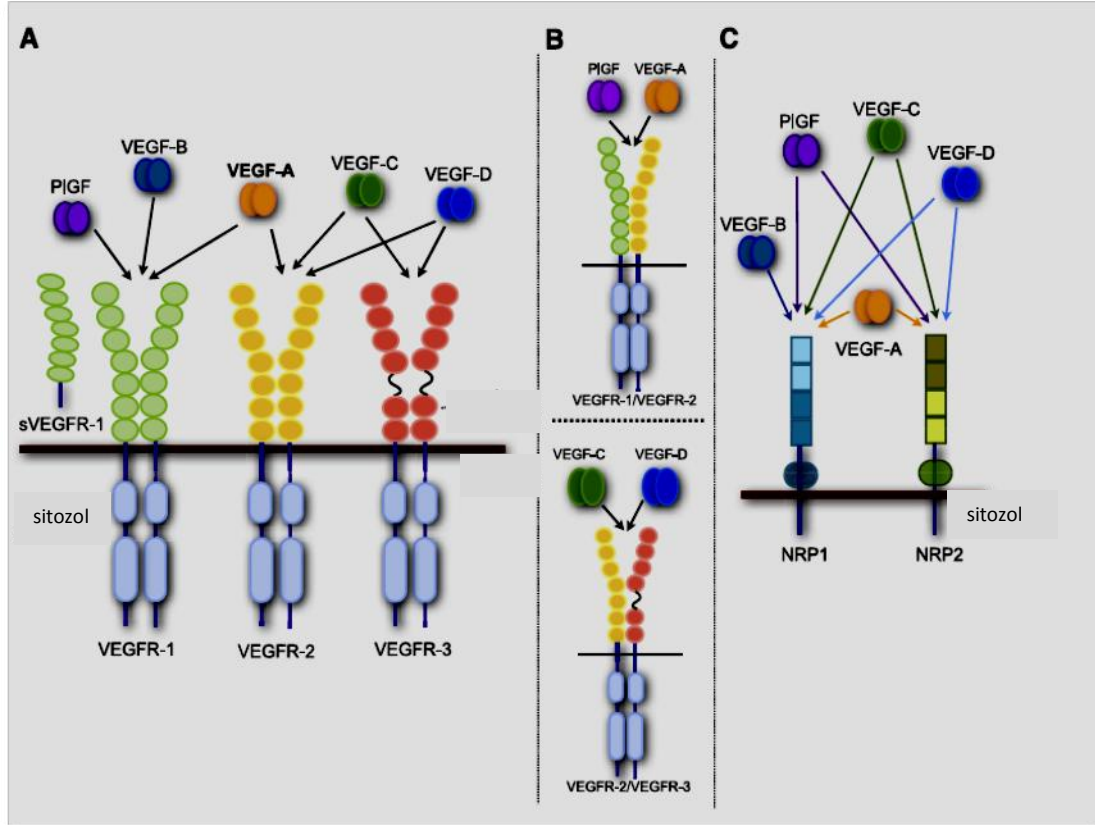 A
VEGF-B
VEGF-A
VEGF-C
VEGF-D
PlGF
sVEGFR-1
sitozol
VEGFR-1
VEGFR-2
VEGFR-3
B
PlGF
VEGF-A
VEGFR-1/VEGFR-2
VEGF-C
VEGF-D
VEGFR-2/VEGFR-3
C
PlGF
VEGF-C
VEGF-D
VEGF-B
VEGF-A
sitozol
NRP1
NRP2